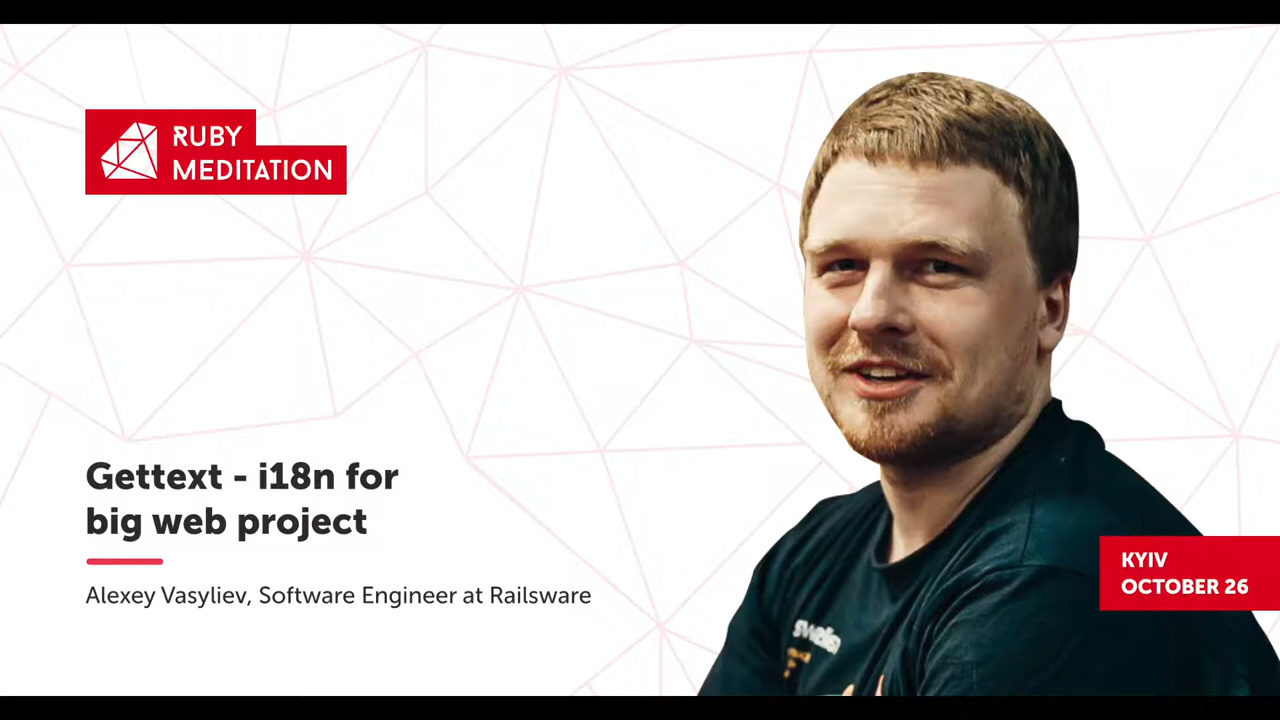 RUBY
MEDITATION
Gettext - i18n for
big web project
Alexey Vasyliev, Software Engineer at Railsware
KYIV
OCTOBER 26